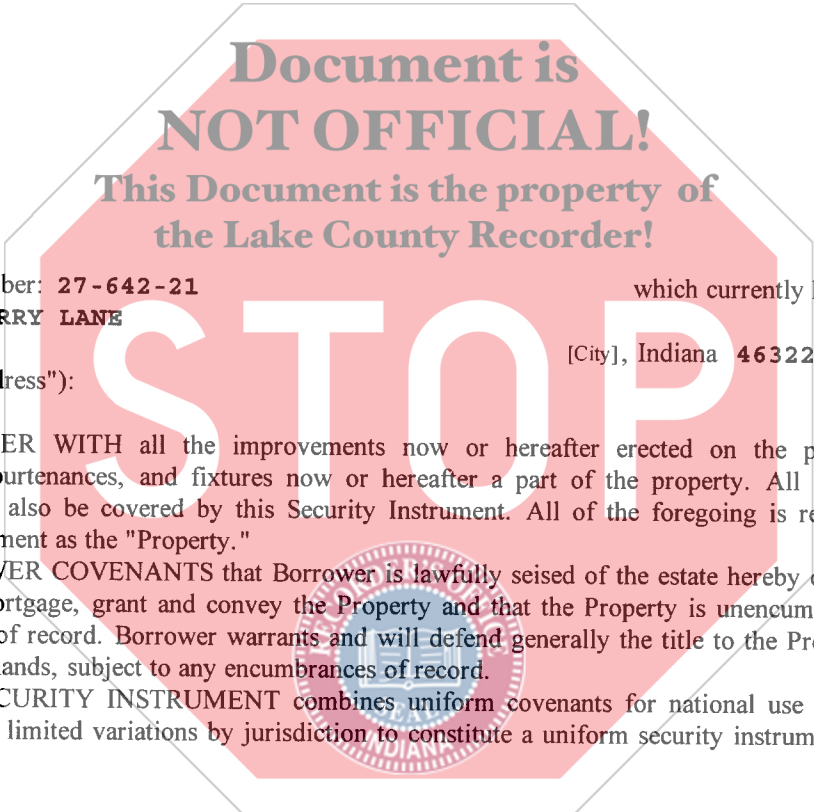 Document is
NOT OFFICIAL!
This Document is the property of
the Lake County Recorder!
ber: 27-642-21 which currently
RRY LANE
[City], Indiana 46322
dress"):
STOP
ER WITH all the improvements now or hereafter erected on the p
purtenances, and fixtures now or hereafter a part of the property. All
also be covered by this Security Instrument. All of the foregoing is re
ment as the "Property."
VER COVENANTS that Borrower is lawfully seised of the estate hereby c
ortgage, grant and convey the Property and that the Property is unencum
of record. Borrower warrants and will defend generally the title to the Pro
ands, subject to any encumbrances of record.
CURITY INSTRUMENT combines uniform covenants for national use
limited variations by jurisdiction to constitute a uniform security instrum
SEAL
INDIANA